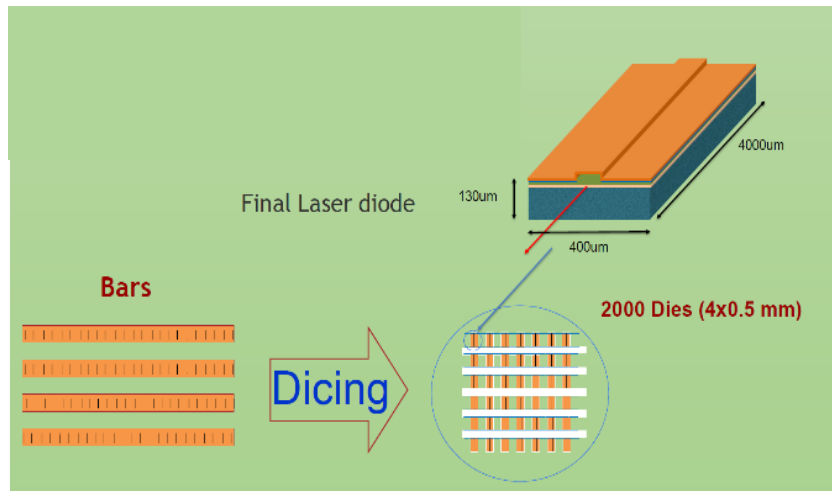 4000um
130um
Final Laser diode
400um
Bars
2000 Dies (4x0.5 mm)
Dicing